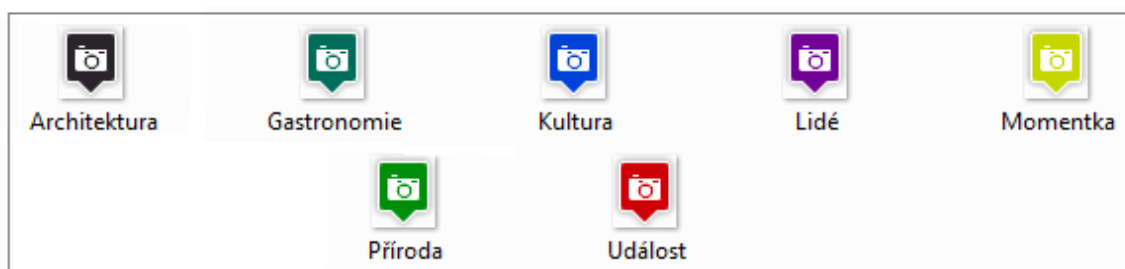 Architektura
Gastronomie
Kultura
Lidé
Momentka
Příroda
Událost